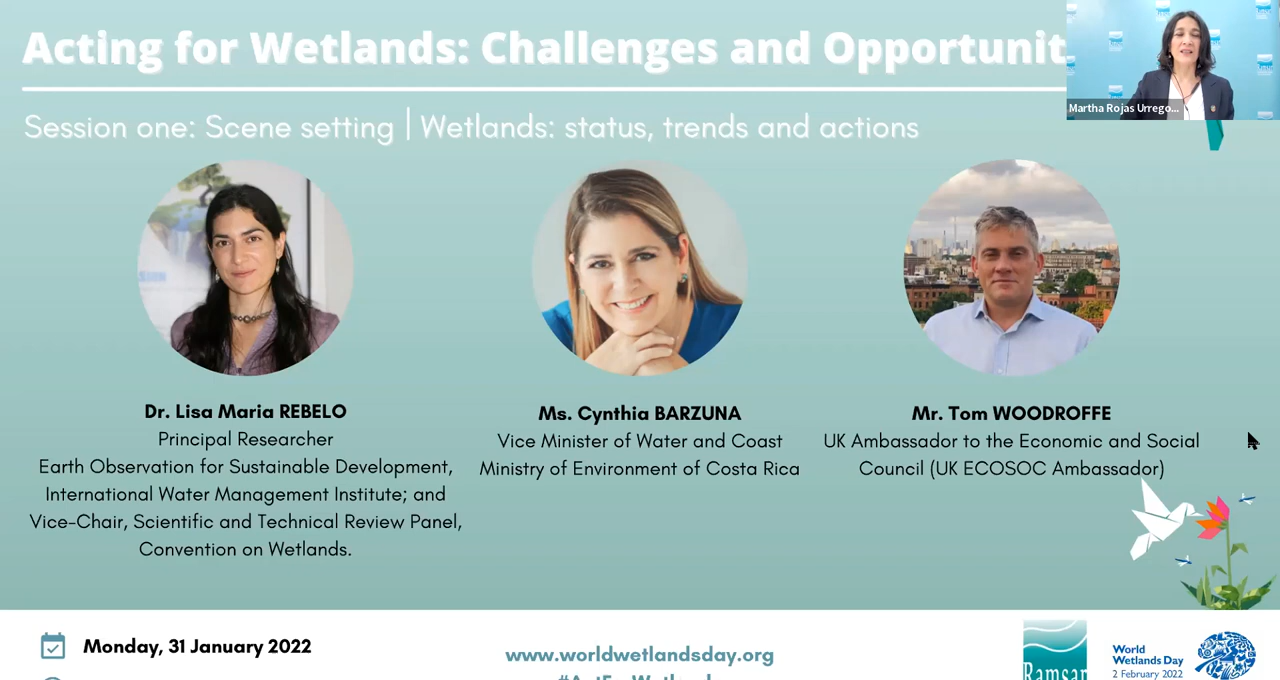 Acting for Wetlands: Challenges and Opportunit
Martha Rojas Urrego...
Session one: Scene setting | Wetlands: status, trends and actions
Dr. Lisa Maria REBELO
Principal Researcher
Earth Observation for Sustainable Development,
International Water Management Institute; and
Vice-Chair, Scientific and Technical Review Panel,
Convention on Wetlands.
Ms. Cynthia BARZUNA
Vice Minister of Water and Coast
Ministry of Environment of Costa Rica
Mr. Tom WOODROFFE
UK Ambassador to the Economic and Social
Council (UK ECOSOC Ambassador)
Monday, 31 January 2022
www.worldwetlandsday.org
Ramsar
World
Wetlands Day
2 February 2022